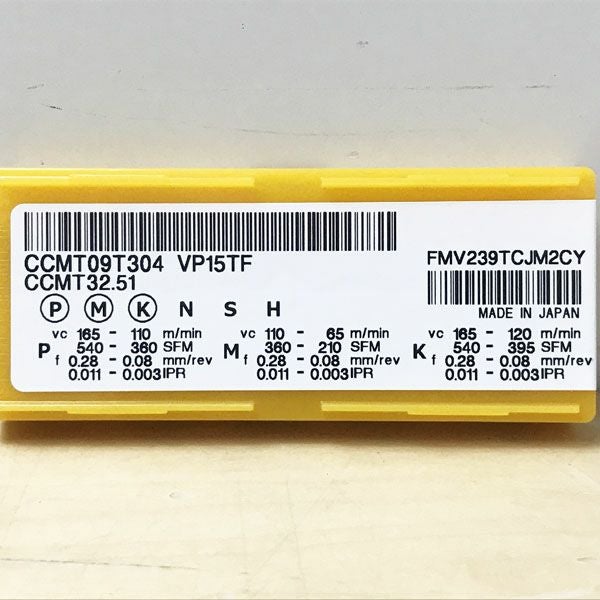 CCMT09T304 VP15TF
CCMT32.51
FMV239TCJM2CY
MADE IN JAPAN
P M K N S H
P vc 165 - 110 m/min
540 - 360 SFM
f 0.28 - 0.08 mm/rev
0.011 - 0.003 IPR
M vc 110 - 65 m/min
360 - 210 SFM
f 0.28 - 0.08 mm/rev
0.011 - 0.003 IPR
K vc 165 - 120 m/min
540 - 395 SFM
f 0.28 - 0.08 mm/rev
0.011 - 0.003 IPR